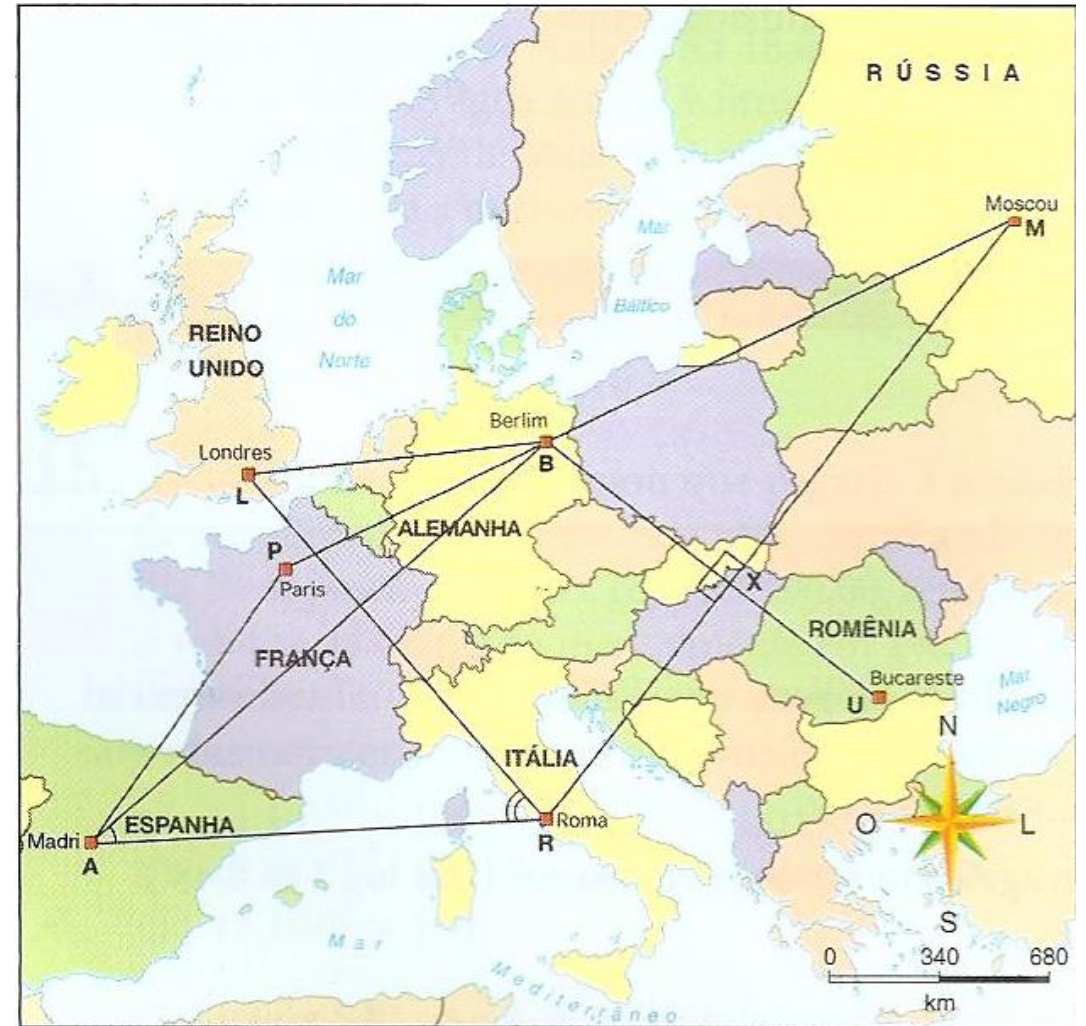 RÚSSIA
Moscou
M
Mar
Báltico
Mar
do
Norte
REINO
UNIDO
Berlim
B
Londres
L
ALEMANHA
P
Paris
X
FRANÇA
ROMÊNIA
Bucareste
U
Mar
Negro
N
ITÁLIA
ESPANHA
Madri
A
Roma
R
O
L
S
Mar
Mediterrâneo
0 340 680
km